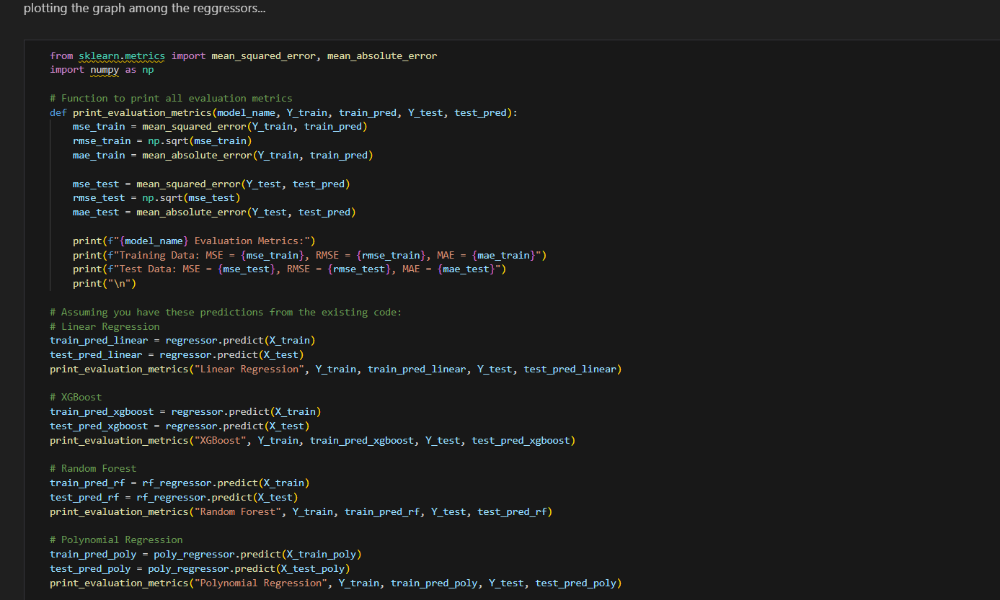 plotting the graph among the reggressors...
from sklearn.metrics import mean_squared_error, mean_absolute_error
import numpy as np
# Function to print all evaluation metrics
def print_evaluation_metrics(model_name, Y_train, train_pred, Y_test, test_pred):
    mse_train = mean_squared_error(Y_train, train_pred)
    rmse_train = np.sqrt(mse_train)
    mae_train = mean_absolute_error(Y_train, train_pred)
    mse_test = mean_squared_error(Y_test, test_pred)
    rmse_test = np.sqrt(mse_test)
    mae_test = mean_absolute_error(Y_test, test_pred)
    print(f"{model_name} Evaluation Metrics:")
    print(f"Training Data: MSE = {mse_train}, RMSE = {rmse_train}, MAE = {mae_train}")
    print(f"Test Data: MSE = {mse_test}, RMSE = {rmse_test}, MAE = {mae_test}")
    print("\n")
# Assuming you have these predictions from the existing code:
# Linear Regression
train_pred_linear = regressor.predict(X_train)
test_pred_linear = regressor.predict(X_test)
print_evaluation_metrics("Linear Regression", Y_train, train_pred_linear, Y_test, test_pred_linear)
# XGBoost
train_pred_xgboost = regressor.predict(X_train)
test_pred_xgboost = regressor.predict(X_test)
print_evaluation_metrics("XGBoost", Y_train, train_pred_xgboost, Y_test, test_pred_xgboost)
# Random Forest
train_pred_rf = rf_regressor.predict(X_train)
test_pred_rf = rf_regressor.predict(X_test)
print_evaluation_metrics("Random Forest", Y_train, train_pred_rf, Y_test, test_pred_rf)
# Polynomial Regression
train_pred_poly = poly_regressor.predict(X_train_poly)
test_pred_poly = poly_regressor.predict(X_test_poly)
print_evaluation_metrics("Polynomial Regression", Y_train, train_pred_poly, Y_test, test_pred_poly)